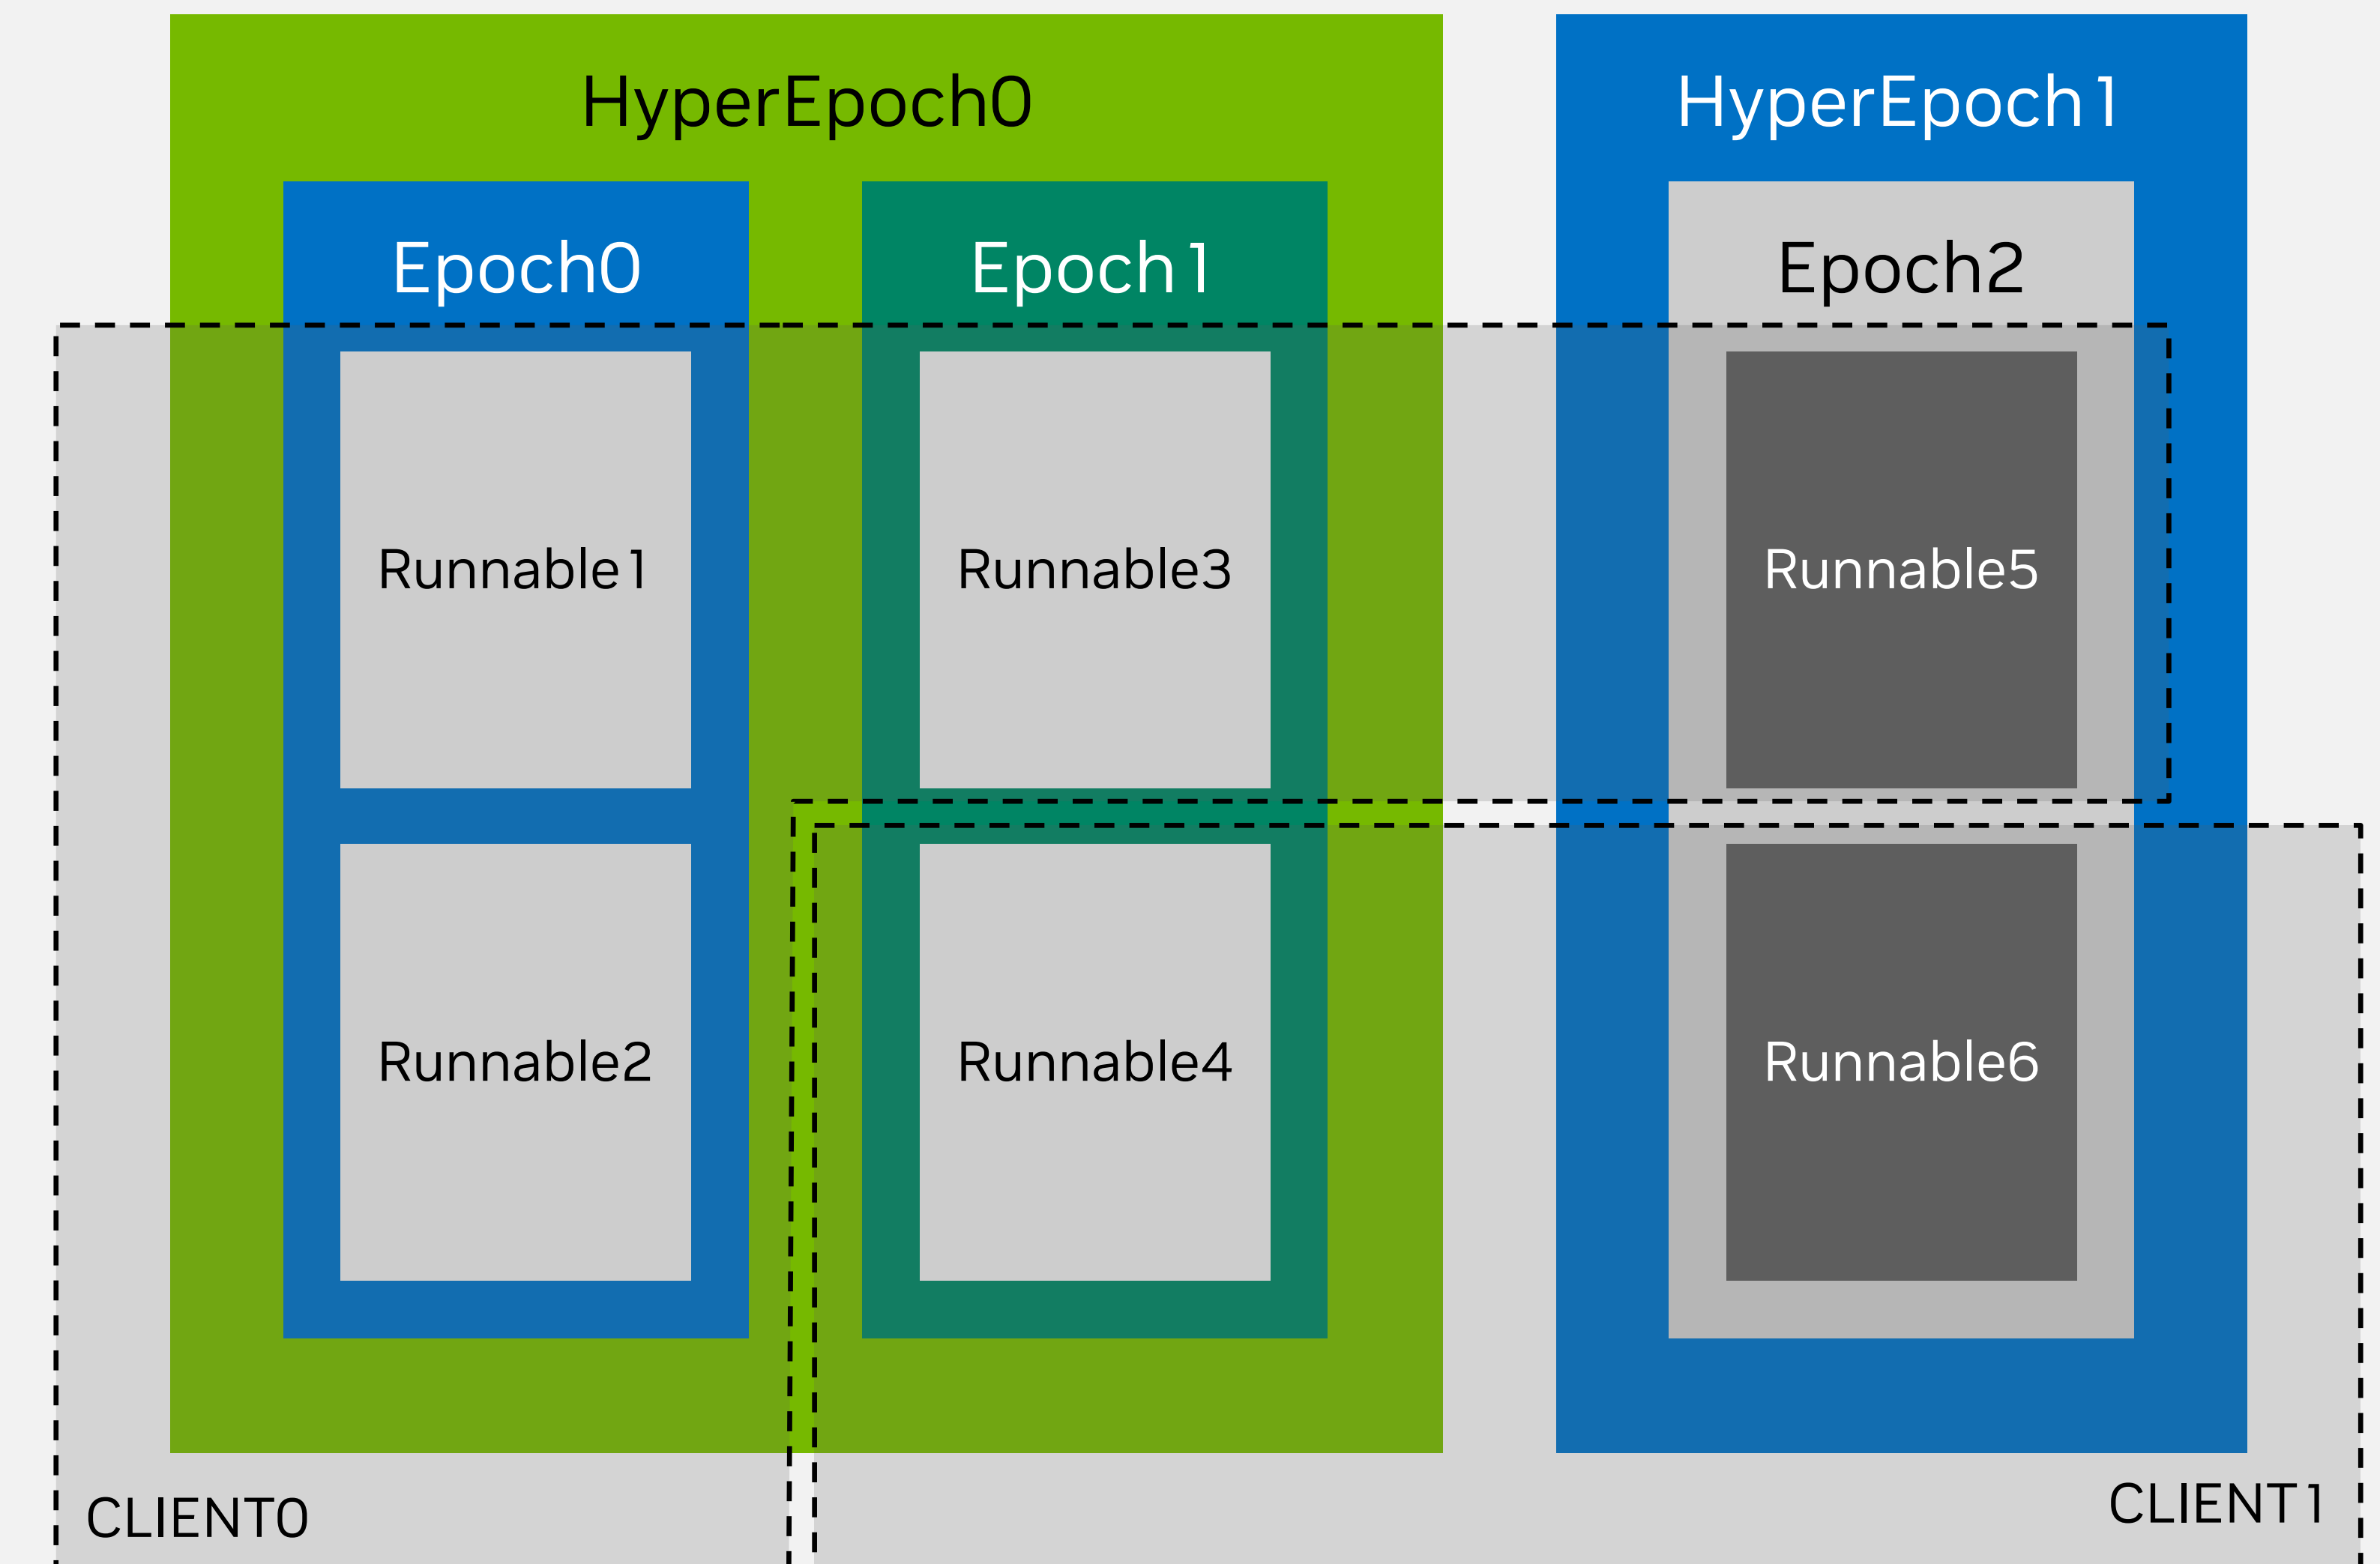 HyperEpoch0
HyperEpoch1
Epoch0
Epoch1
Epoch2
Runnable1
Runnable3
Runnable5
Runnable2
Runnable4
Runnable6
CLIENT0
CLIENT1